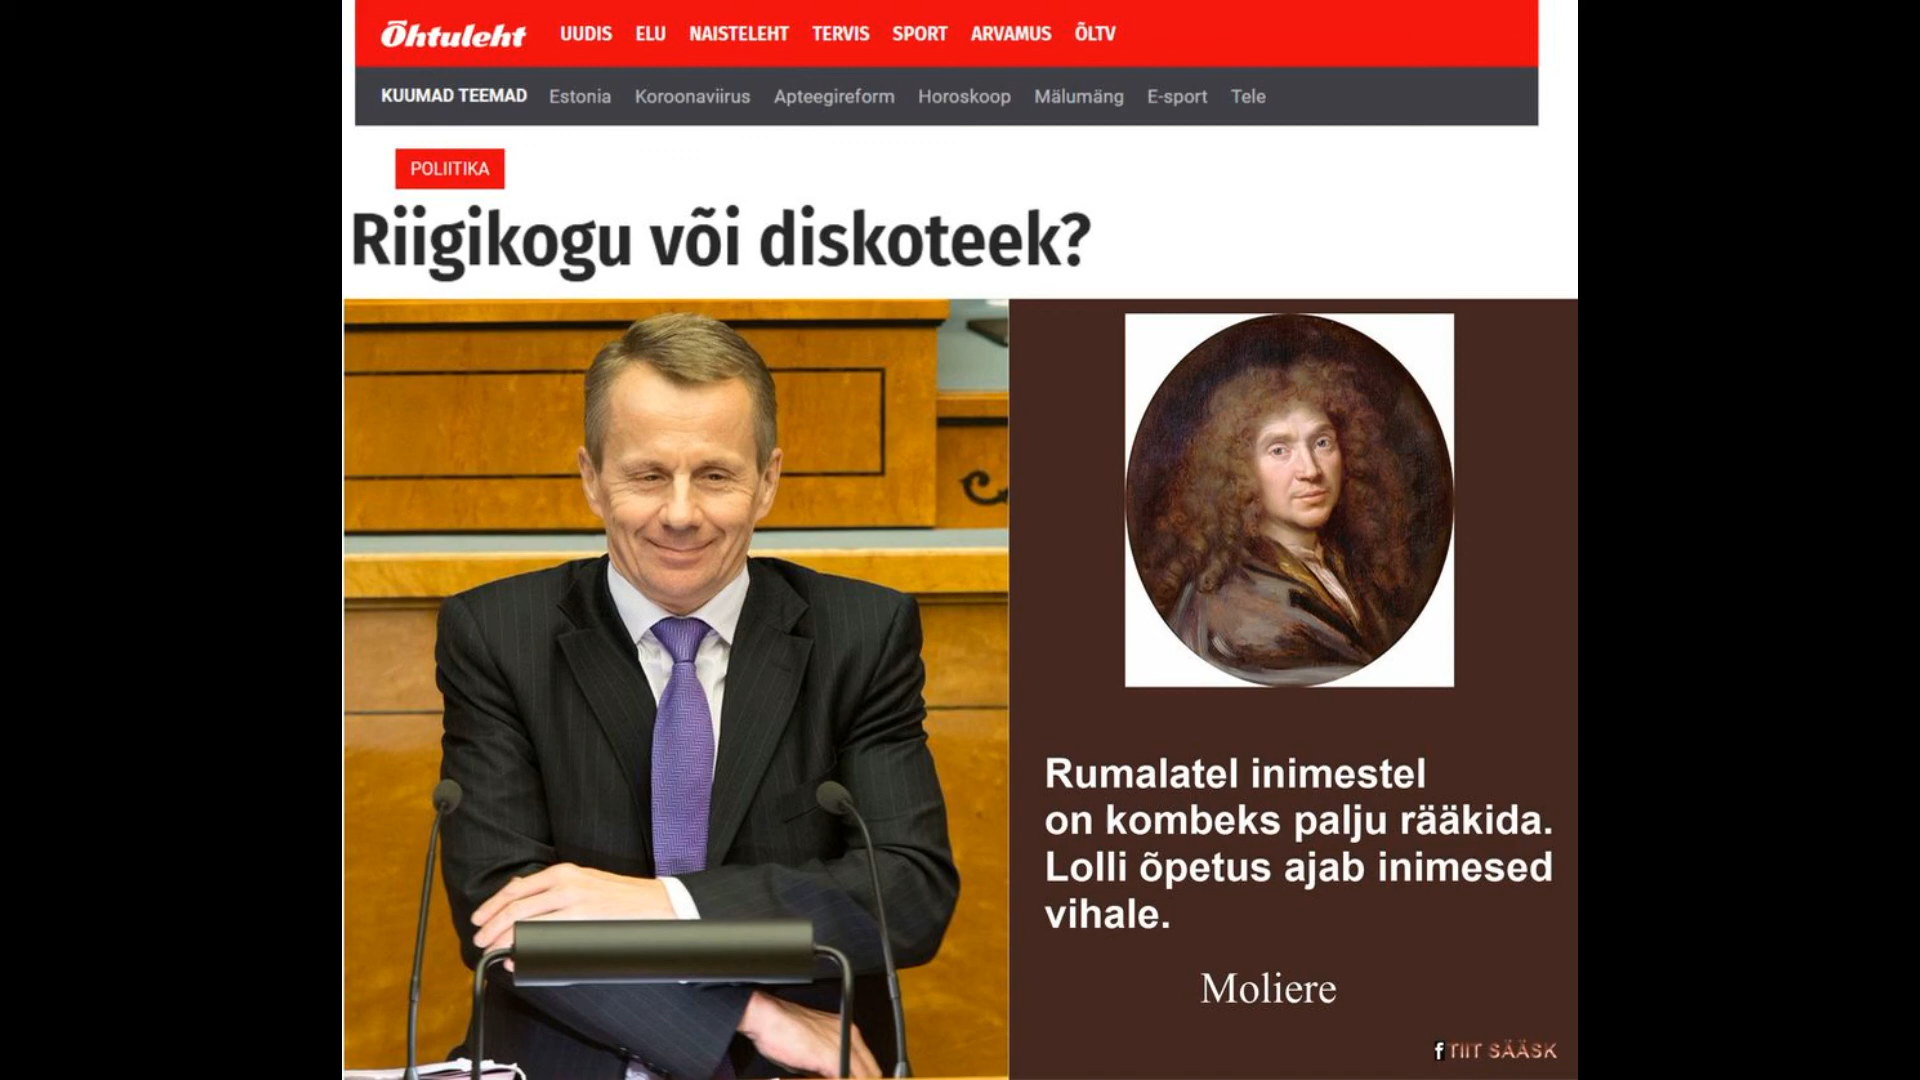 Õhtuleht UUDIS ELU NAISTELEHT TERVIS SPORT ARVAMUS ÕLTV
KUUMAD TEEMAD Estonia Koroonaviirus Apteegireform Horoskoop Mälumäng E-sport Tele
POLIITIKA
Riigikogu või diskoteek?
Rumalatel inimestel
on kombeks palju rääkida.
Lolli õpetus ajab inimesed
vihale.
Moliere
f TIIT SÄÄSK